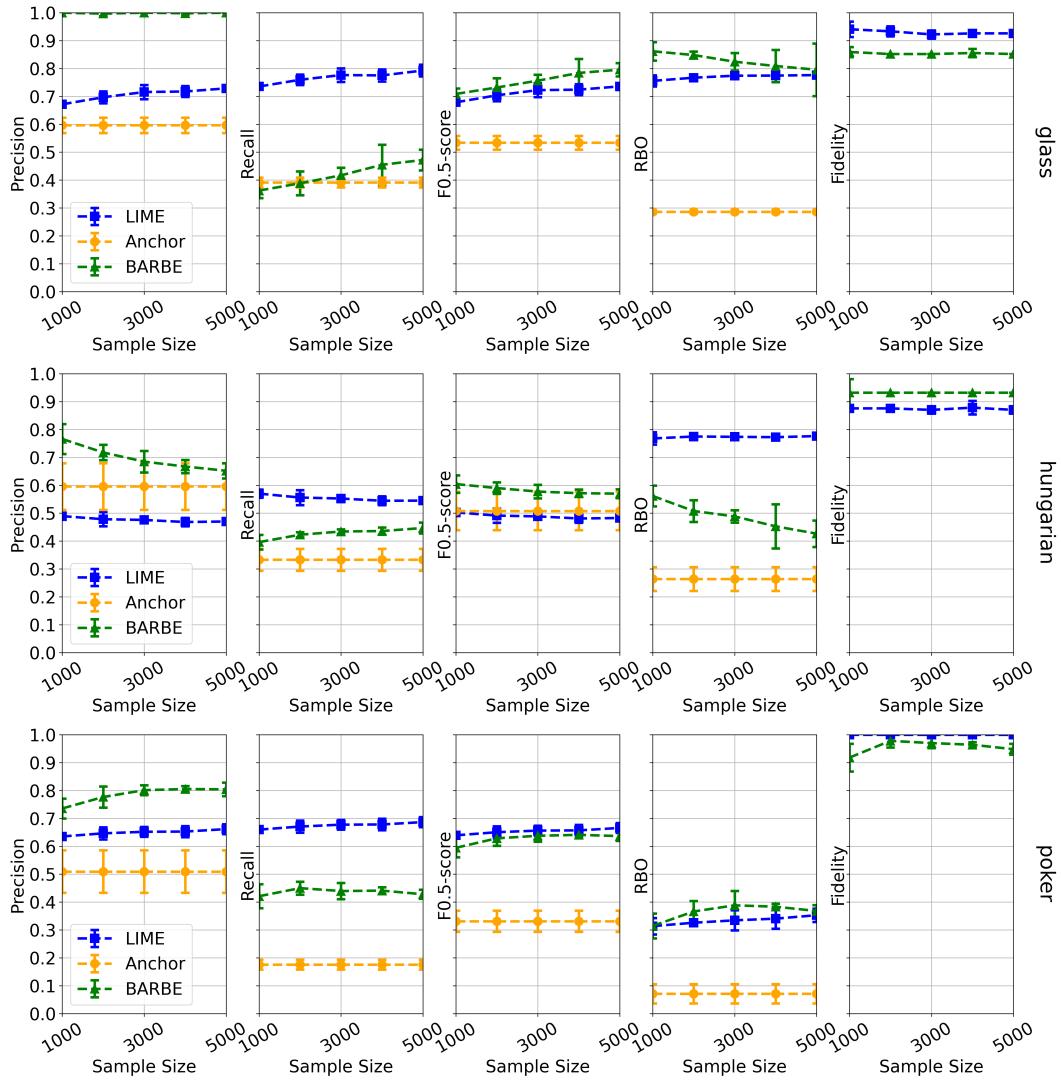 1.0
0.9
0.8
0.7
0.6
0.5
0.4
0.3
0.2
0.1
0.0
Precision
LIME
Anchor
BARBE
1000 3000 5000
Sample Size
Recall
1000 3000 5000
Sample Size
F0.5-score
1000 3000 5000
Sample Size
RBO
1000 3000 5000
Sample Size
Fidelity
1000 3000 5000
Sample Size
glass
1.0
0.9
0.8
0.7
0.6
0.5
0.4
0.3
0.2
0.1
0.0
Precision
LIME
Anchor
BARBE
1000 3000 5000
Sample Size
Recall
1000 3000 5000
Sample Size
F0.5-score
1000 3000 5000
Sample Size
RBO
1000 3000 5000
Sample Size
Fidelity
1000 3000 5000
Sample Size
hungarian
1.0
0.9
0.8
0.7
0.6
0.5
0.4
0.3
0.2
0.1
0.0
Precision
LIME
Anchor
BARBE
1000 3000 5000
Sample Size
Recall
1000 3000 5000
Sample Size
F0.5-score
1000 3000 5000
Sample Size
RBO
1000 3000 5000
Sample Size
Fidelity
1000 3000 5000
Sample Size
poker